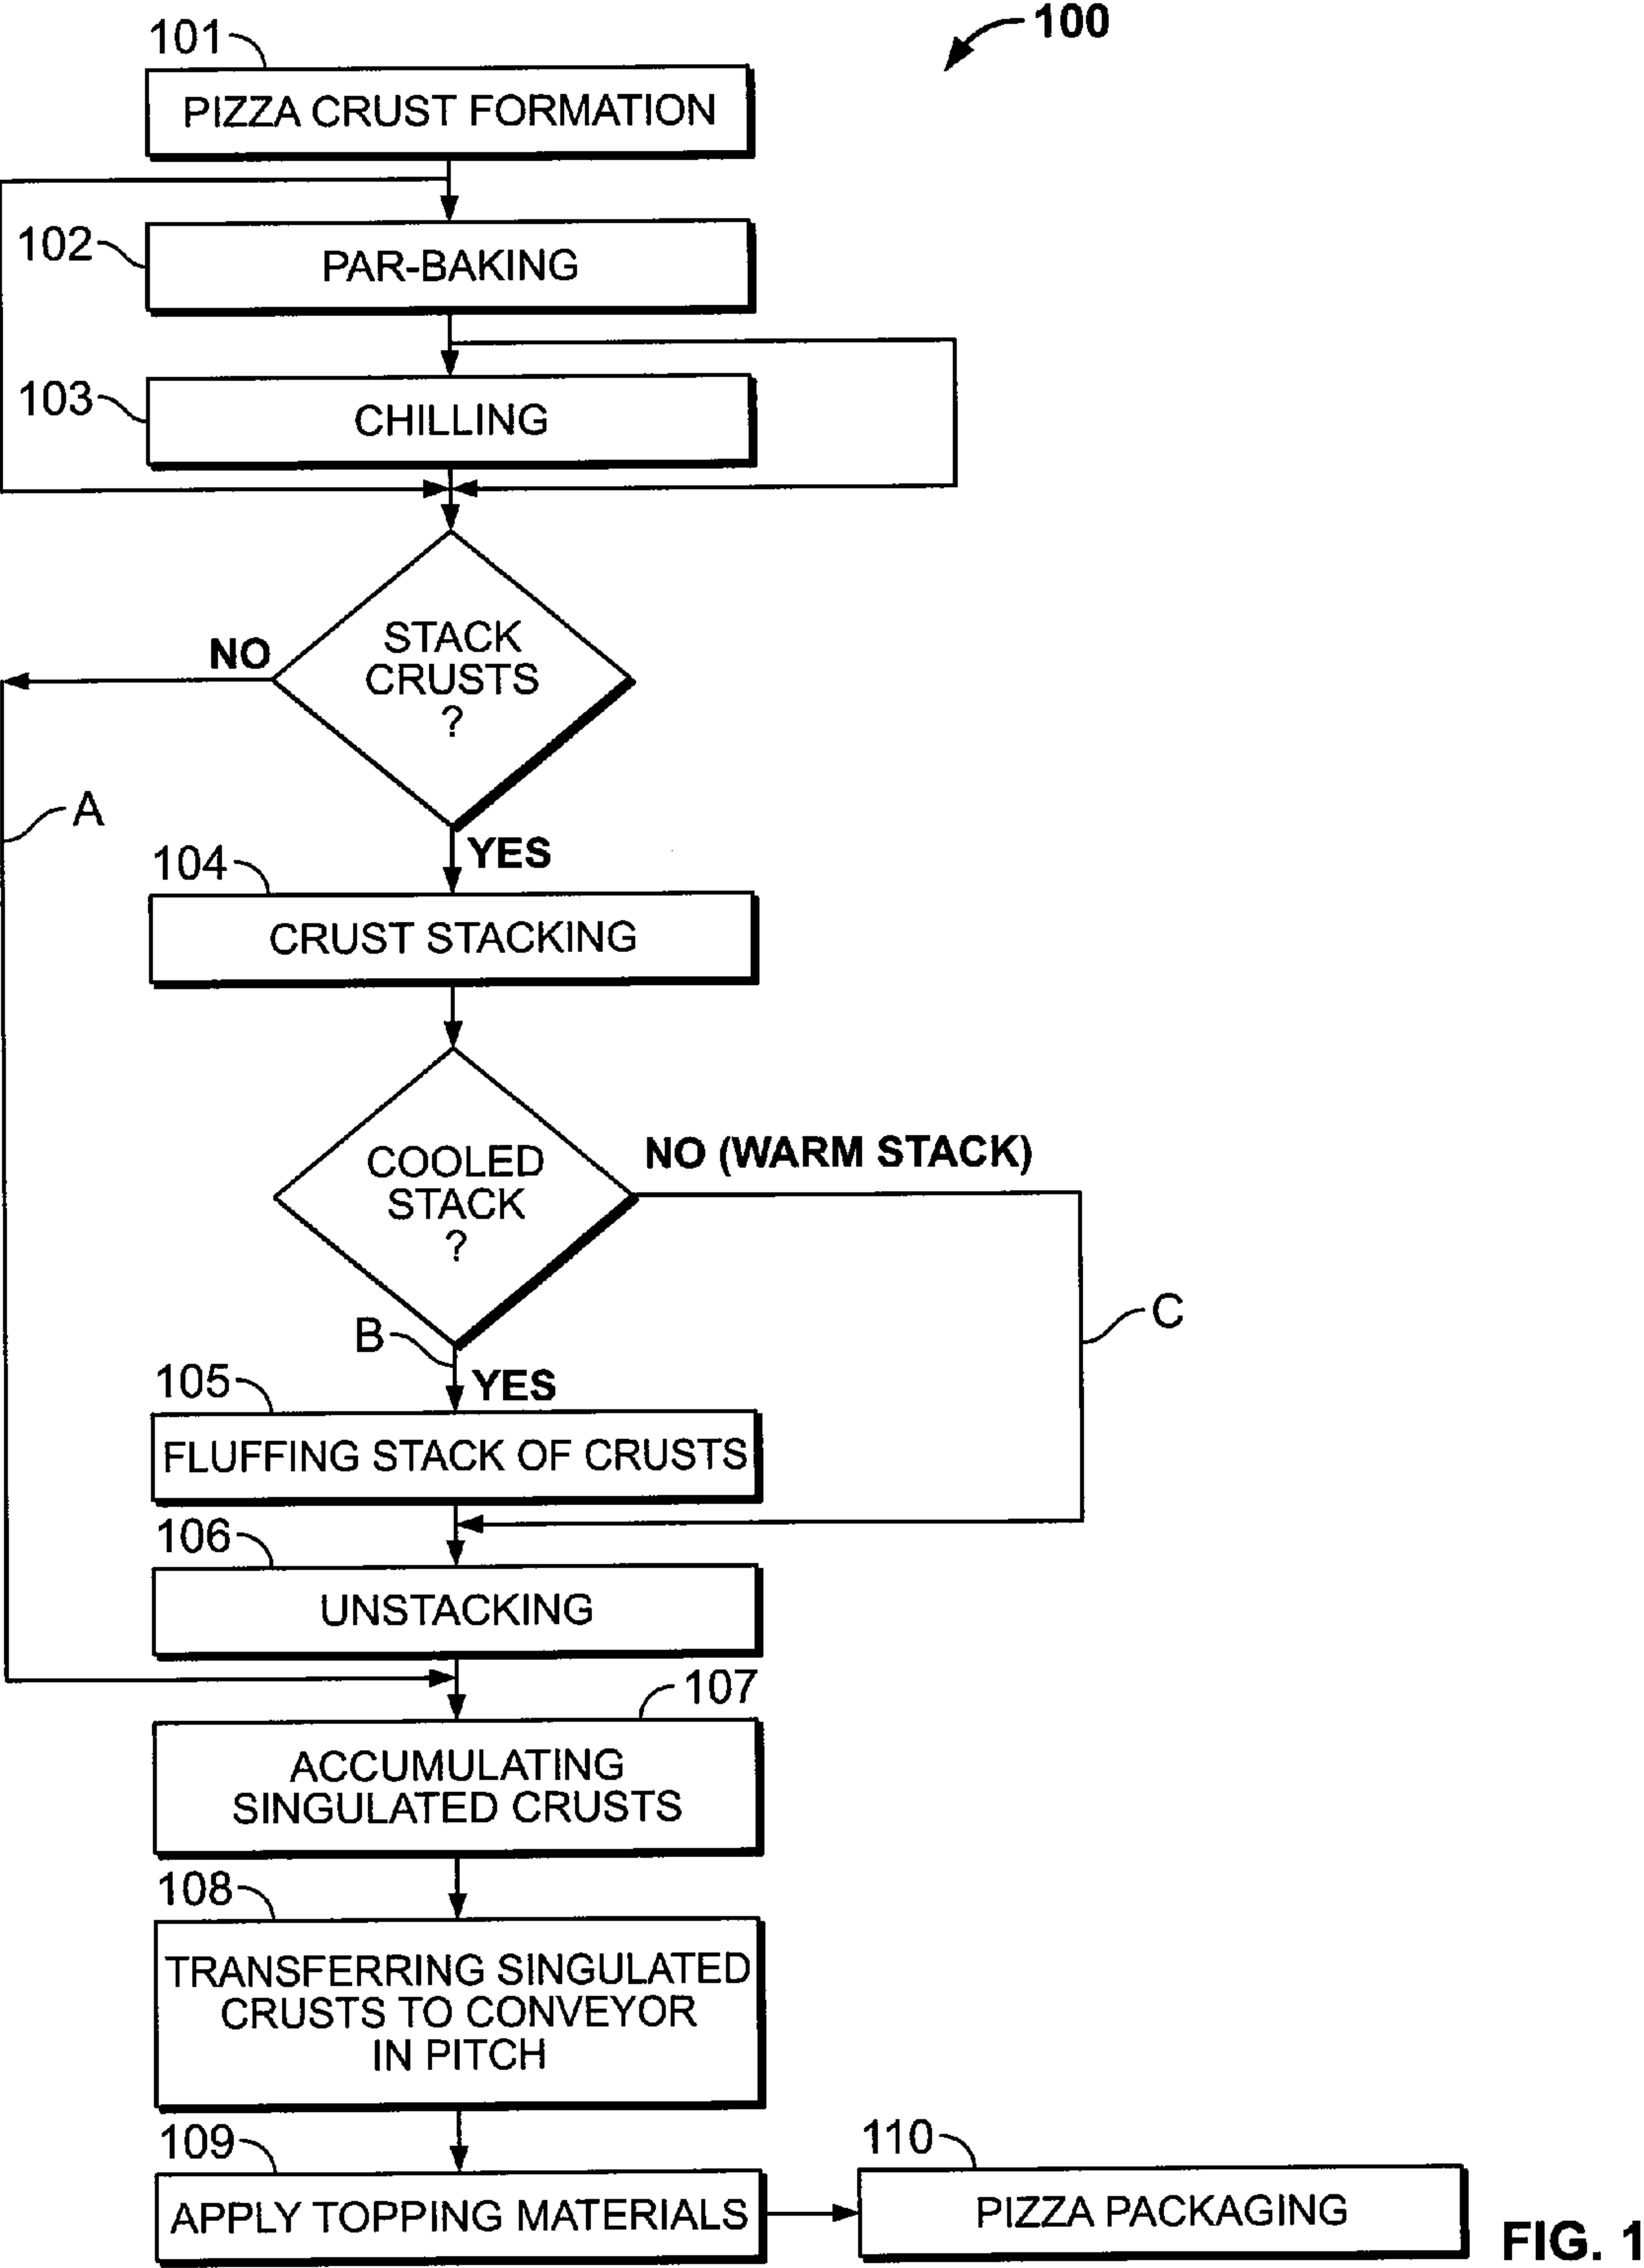 100
101
PIZZA CRUST FORMATION
102
PAR-BAKING
103
CHILLING
STACK
CRUSTS
?
NO
A
YES
104
CRUST STACKING
COOLED
STACK
?
NO (WARM STACK)
C
B
YES
105
FLUFFING STACK OF CRUSTS
106
UNSTACKING
107
ACCUMULATING
SINGULATED CRUSTS
108
TRANSFERRING SINGULATED
CRUSTS TO CONVEYOR
IN PITCH
109
APPLY TOPPING MATERIALS
110
PIZZA PACKAGING
FIG. 1